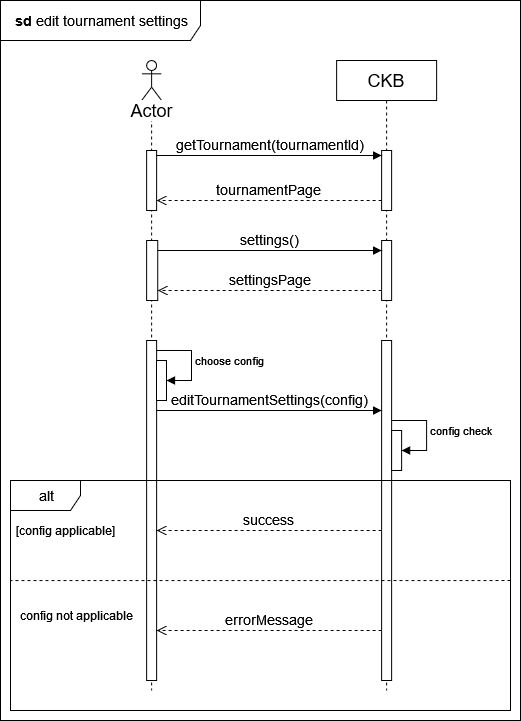 sd edit tournament settings
Actor
CKB
getTournament(tournamentId)
tournamentPage
settings()
settingsPage
choose config
editTournamentSettings(config)
config check
alt
success
[config applicable]
config not applicable
errorMessage